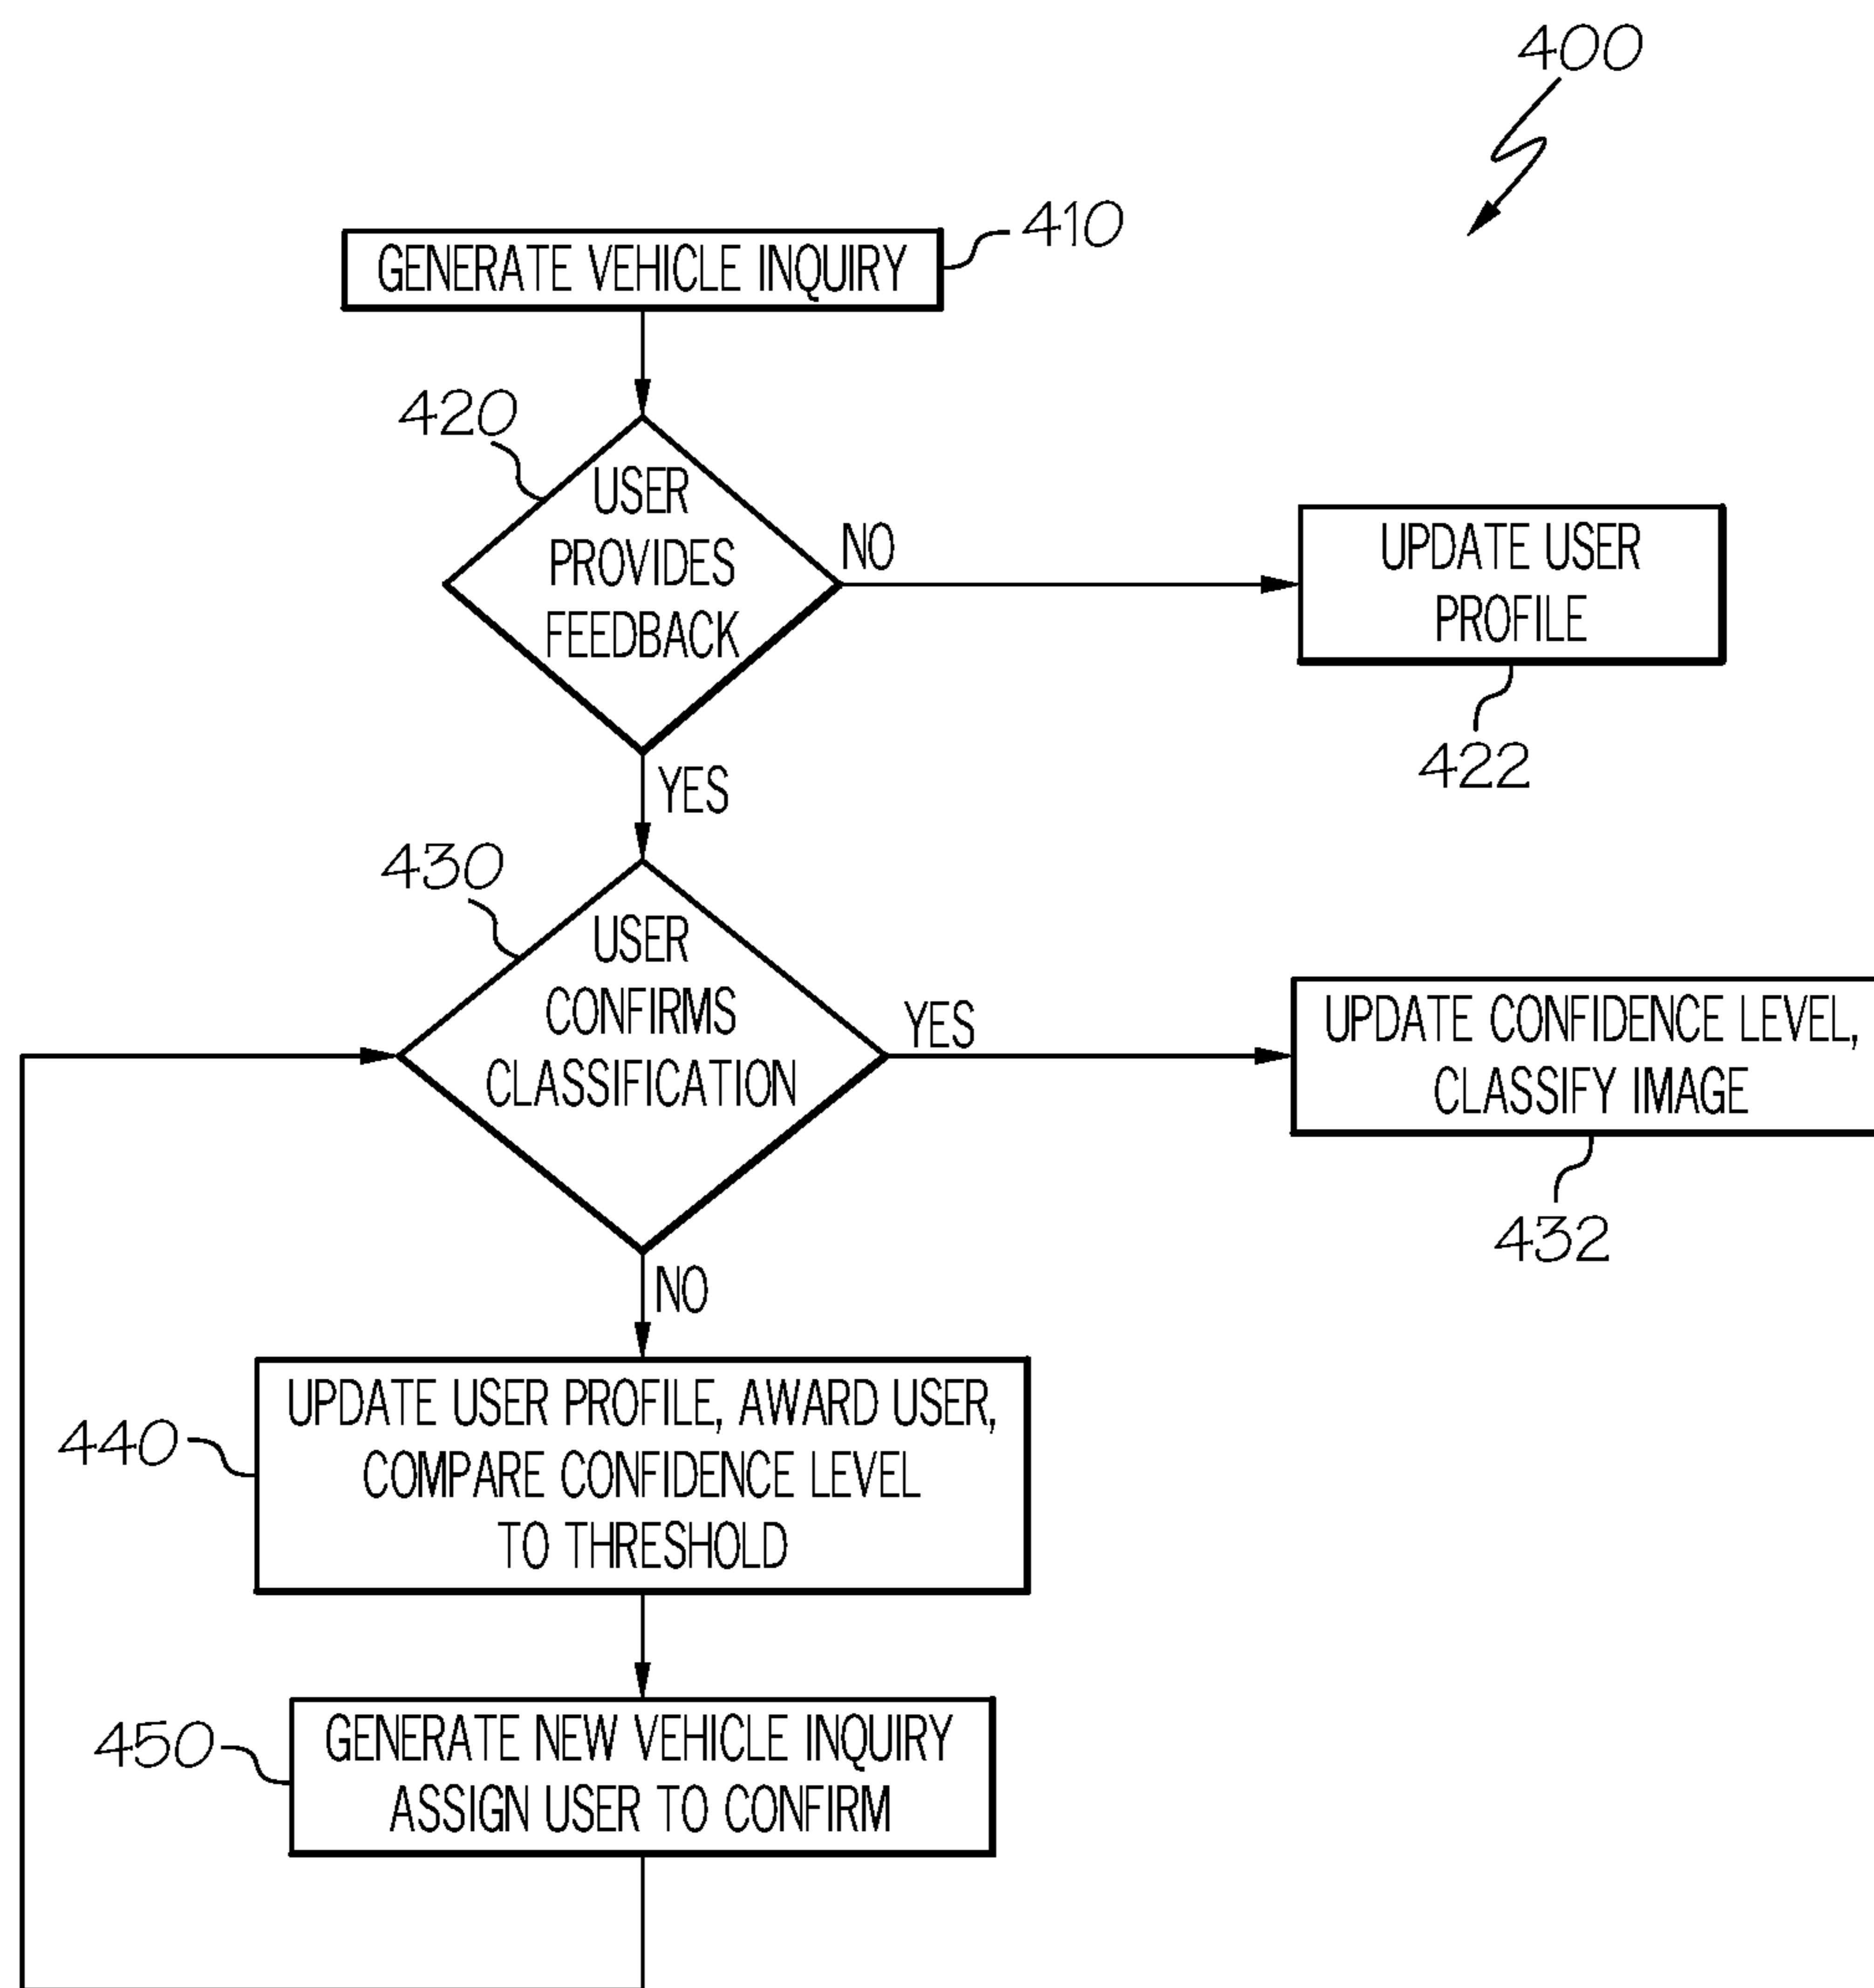 400
GENERATE VEHICLE INQUIRY
410
420
USER
PROVIDES
FEEDBACK
NO
UPDATE USER
PROFILE
422
YES
430
USER
CONFIRMS
CLASSIFICATION
YES
UPDATE CONFIDENCE LEVEL,
CLASSIFY IMAGE
432
NO
440
UPDATE USER PROFILE, AWARD USER,
COMPARE CONFIDENCE LEVEL
TO THRESHOLD
450
GENERATE NEW VEHICLE INQUIRY
ASSIGN USER TO CONFIRM